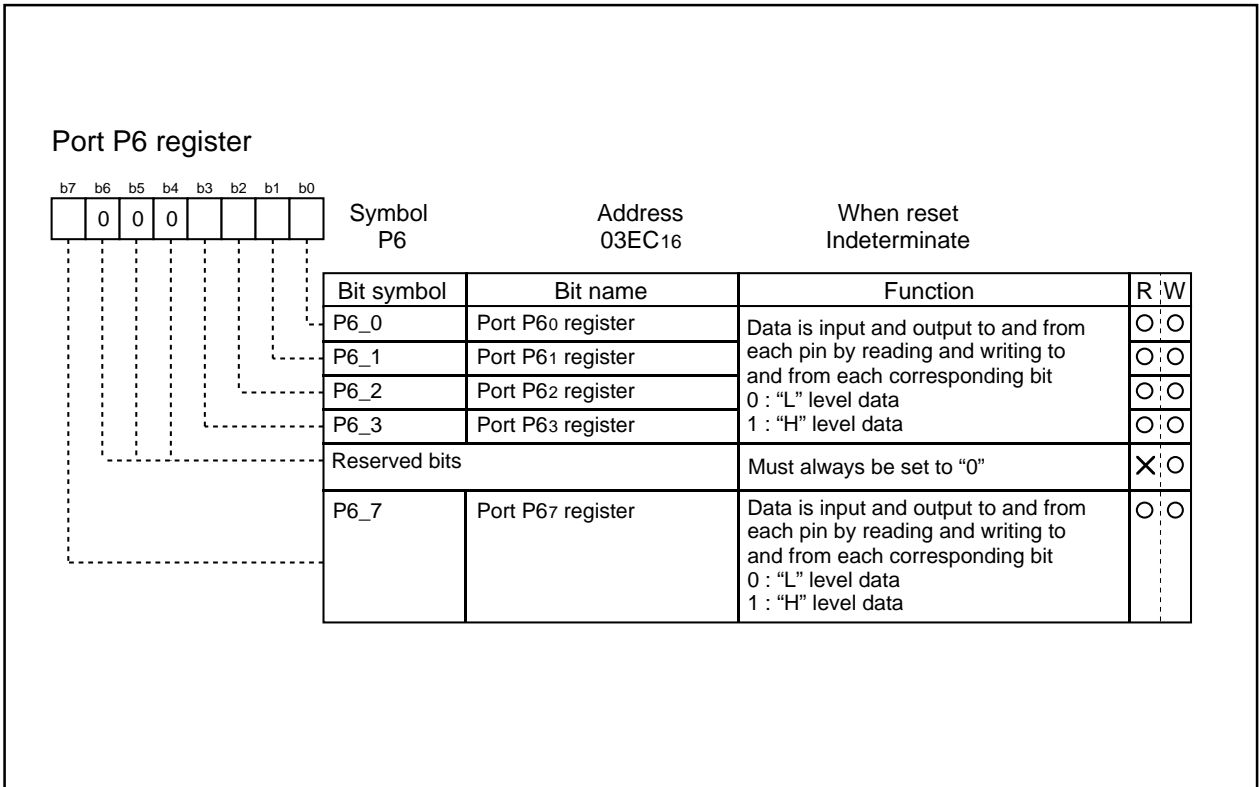 Port P6 register
b7 b6 b5 b4 b3 b2 b1 b0
0 0 0
Symbol Address When reset
P6 03EC16 Indeterminate
Bit symbol Bit name Function R W
P6_0 Port P60 register Data is input and output to and from
each pin by reading and writing to
and from each corresponding bit
0 : “L” level data
1 : “H” level data
P6_1 Port P61 register
P6_2 Port P62 register
P6_3 Port P63 register
Reserved bits Must always be set to “0”
P6_7 Port P67 register Data is input and output to and from
each pin by reading and writing to
and from each corresponding bit
0 : “L” level data
1 : “H” level data